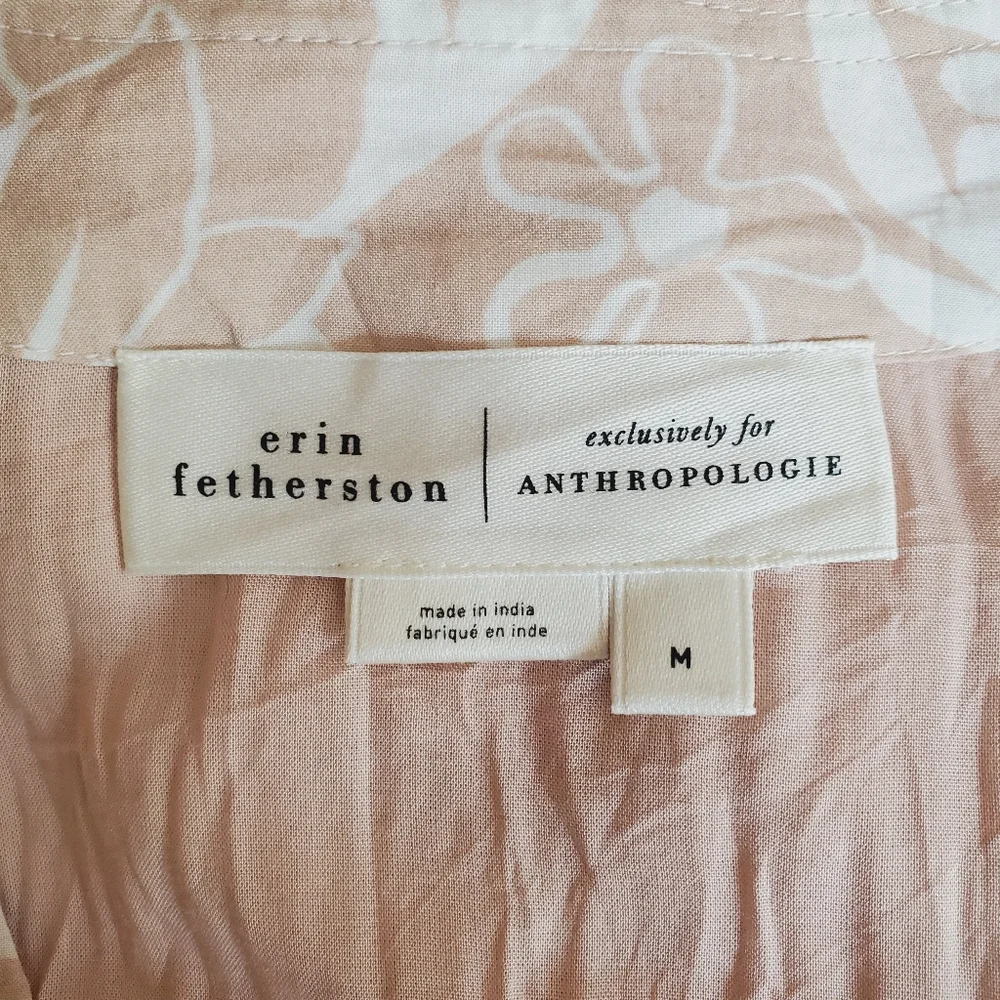 erin
fetherston
exclusively for
ANTHROPOLOGIE
made in india
fabriqué en inde
M